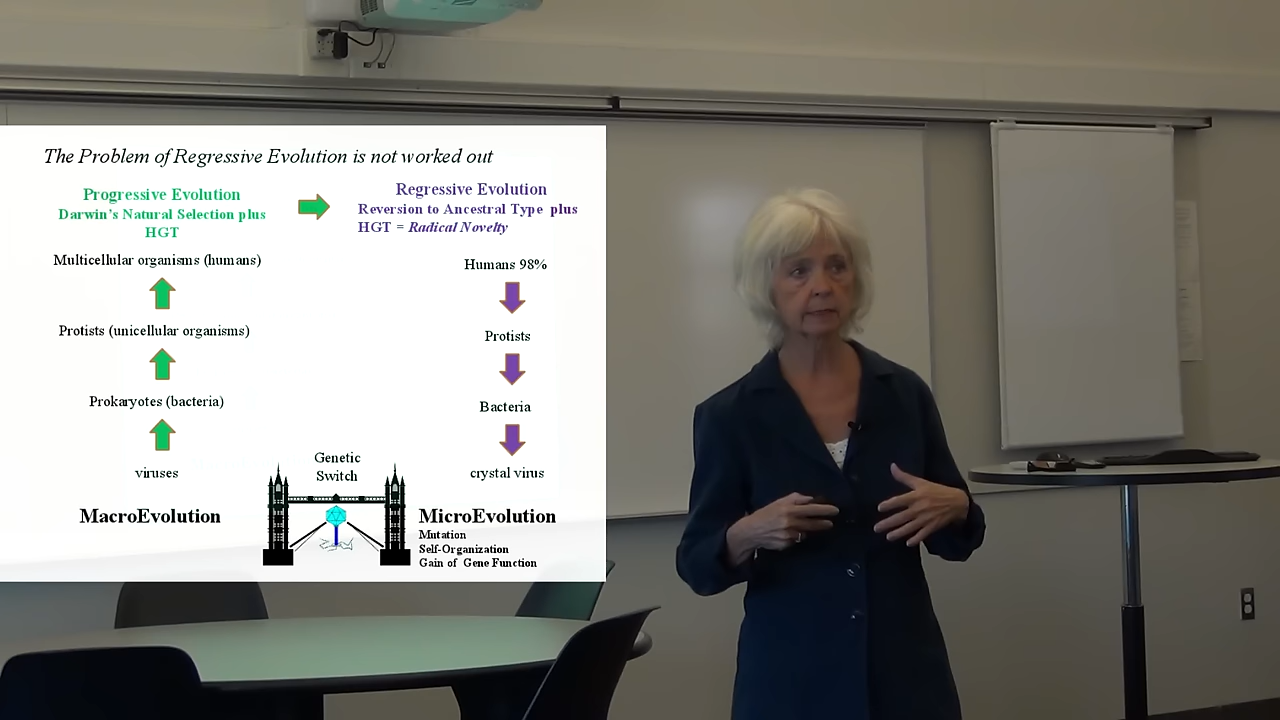 The Problem of Regressive Evolution is not worked out
Progressive Evolution
Darwin's Natural Selection plus
HGT
Multicellular organisms (humans)
Protists (unicellular organisms)
Prokaryotes (bacteria)
viruses
MacroEvolution
Genetic
Switch
Regressive Evolution
Reversion to Ancestral Type plus
HGT = Radical Novelty
Humans 98%
Protists
Bacteria
crystal virus
MicroEvolution
Mutation
Self-Organization
Gain of Gene Function